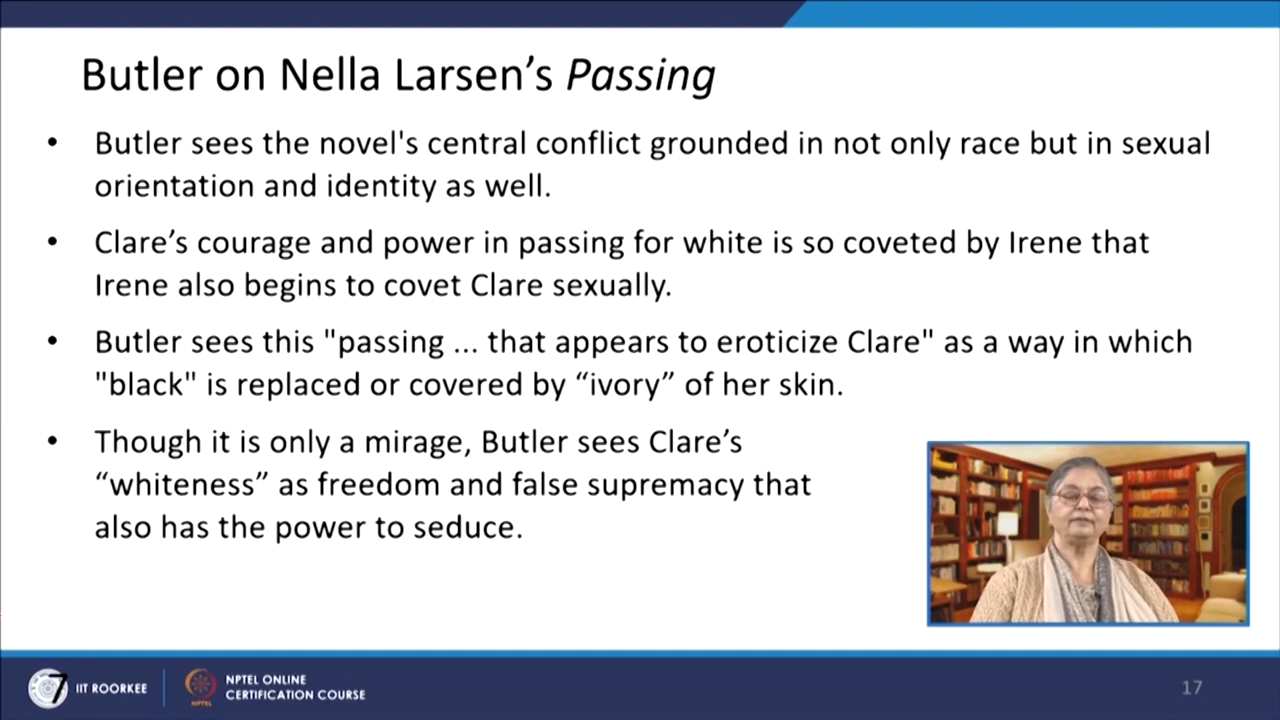 Butler on Nella Larsen’s Passing
• Butler sees the novel's central conflict grounded in not only race but in sexual
orientation and identity as well.
• Clare’s courage and power in passing for white is so coveted by Irene that
Irene also begins to covet Clare sexually.
• Butler sees this "passing ... that appears to eroticize Clare" as a way in which
"black" is replaced or covered by “ivory” of her skin.
• Though it is only a mirage, Butler sees Clare’s
“whiteness” as freedom and false supremacy that
also has the power to seduce.
7 IIT ROORKEE
NPTEL
NPTEL ONLINE
CERTIFICATION COURSE
17